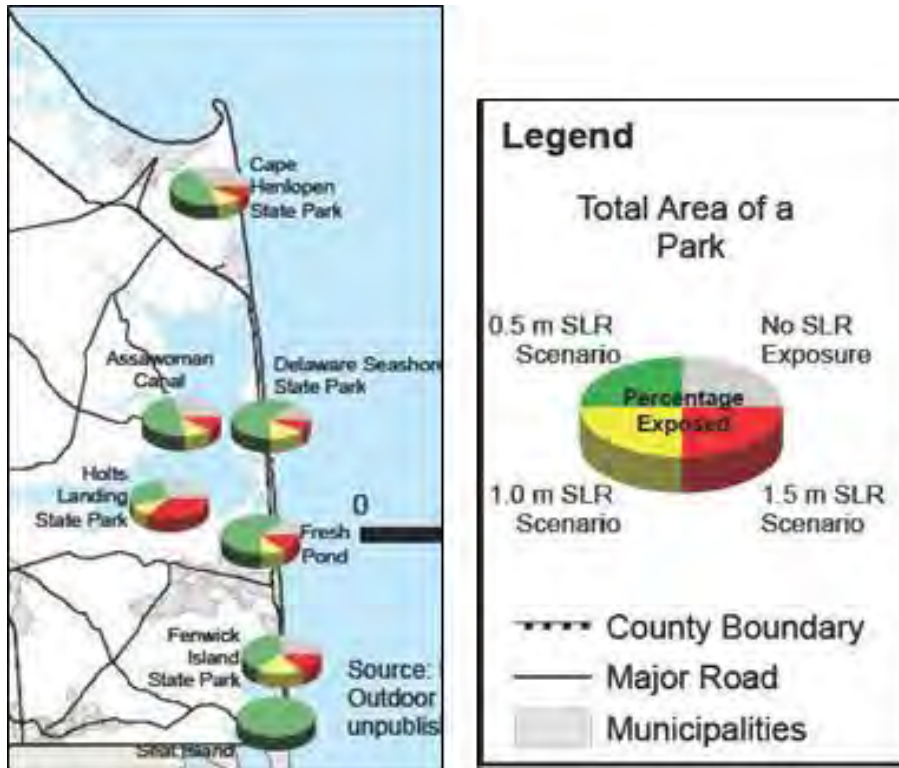 Cape
Henlopen
State Park
Assawoman
Canal
Delaware Seashore
State Park
Holts
Landing
State Park
0
Fresh
Pond
Fenwick
Island
State Park
Source:
Outdoor
unpublis
Island
Legend
Total Area of a
Park
0.5 m SLR
Scenario
No SLR
Exposure
Percentage
Exposed
1.0 m SLR
Scenario
1.5 m SLR
Scenario
County Boundary
Major Road
Municipalities